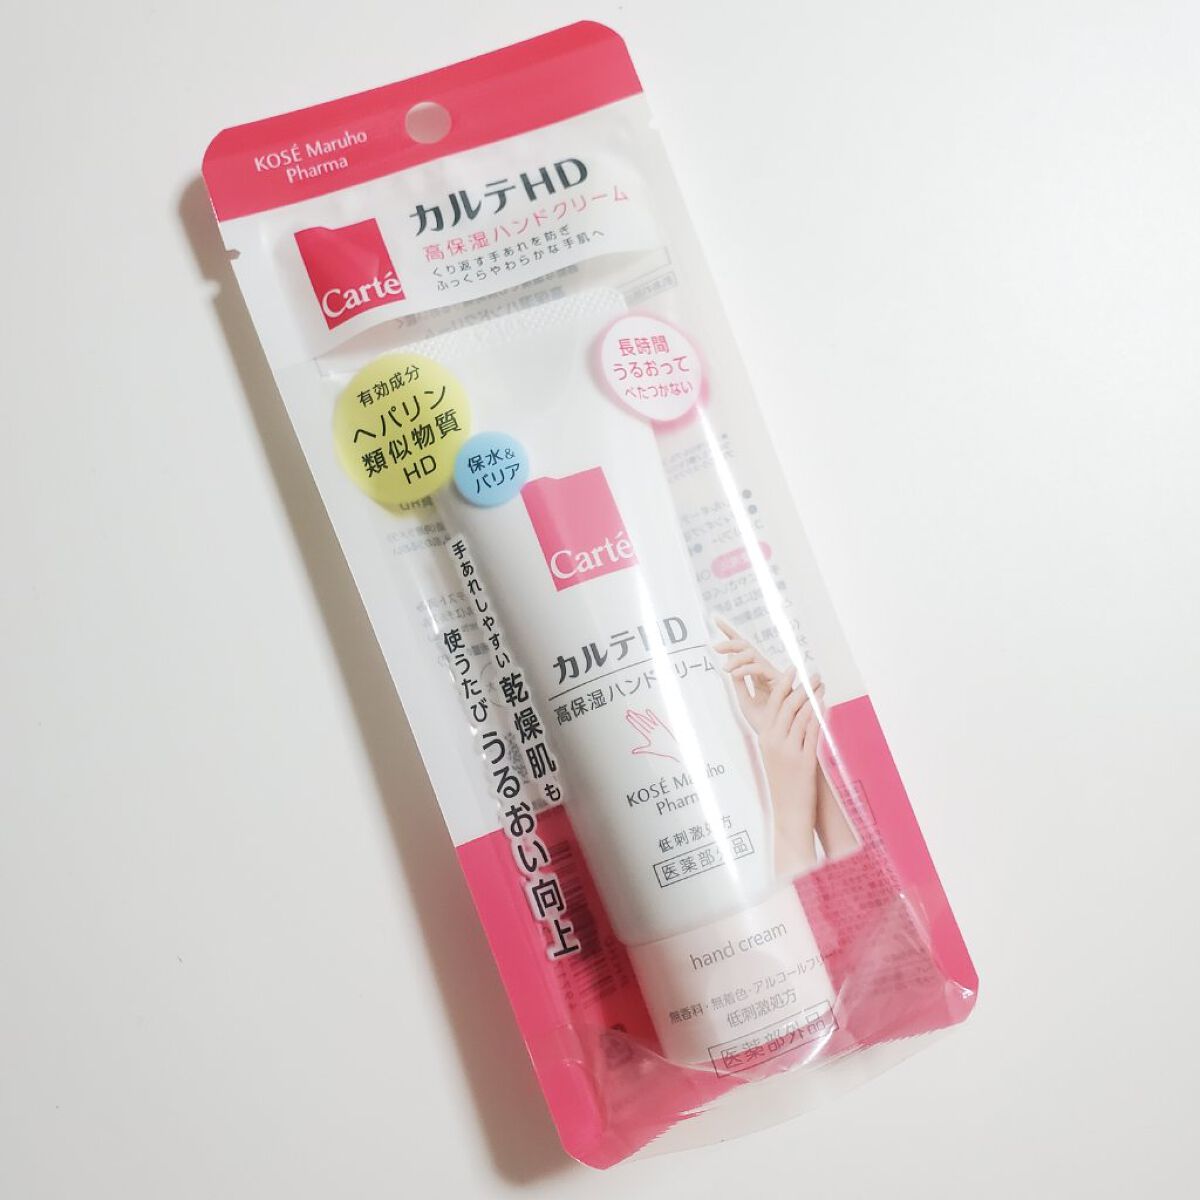 KOSÉ Maruho
Pharma
カルテHD
高保湿ハンドクリーム
くり返す手あれを防ぎ
ふっくらやわらかな手肌へ
Carté
有効成分
ヘパリン
類似物質
HD
保水&
バリア
長時間
うるおって
べたつかない
手あれしやすい乾燥肌も
使うたびうるおい向上
Carté
カルテHD
高保湿ハンドクリーム
KOSÉ Maruho
Pharma
低刺激処方
医薬部外品
hand cream
無香料・無着色・アルコールフリー
低刺激処方
医薬部外品